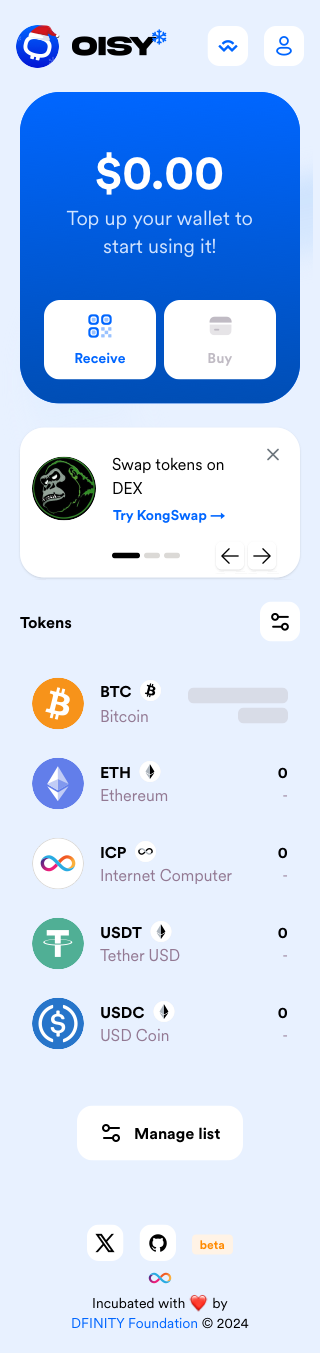 OISY
$0.00
Top up your wallet to
start using it!
Receive
Buy
Swap tokens on
DEX
Try KongSwap →
Tokens
BTC
Bitcoin
ETH
0
Ethereum
-
ICP
0
Internet Computer
-
USDT
0
Tether USD
-
USDC
0
USD Coin
-
Manage list
beta
Incubated with ❤️ by
DFINITY Foundation © 2024